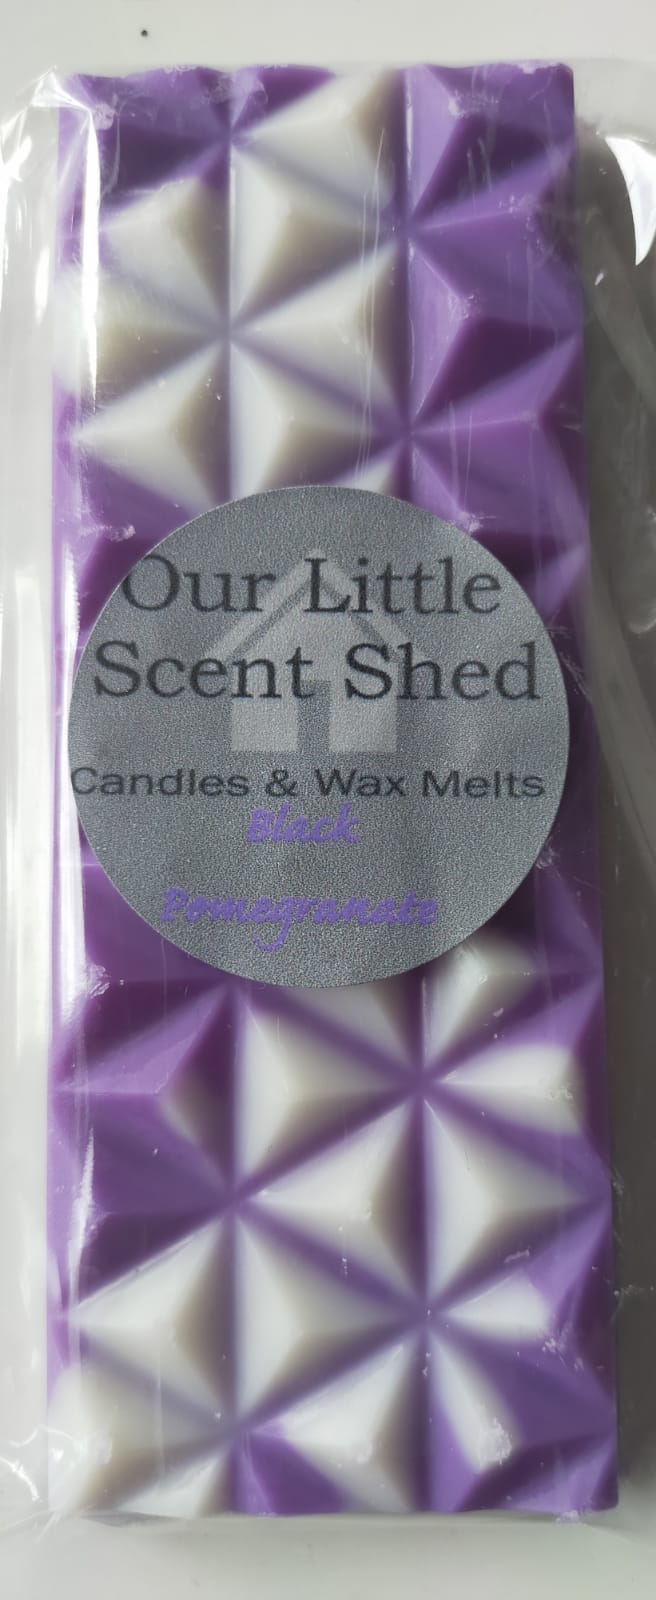 Our Little
Scent Shed
Candles & Wax Melts
Black
Pomegranate